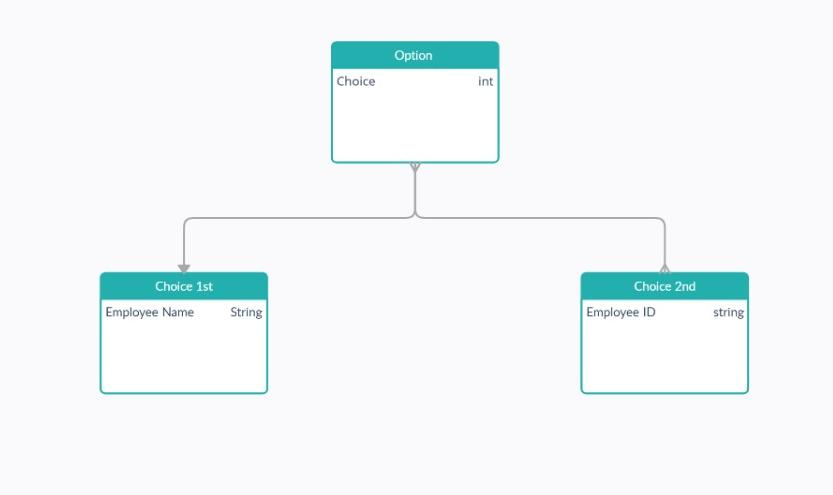 Option
Choice int
Choice 1st
Employee Name String
Choice 2nd
Employee ID string